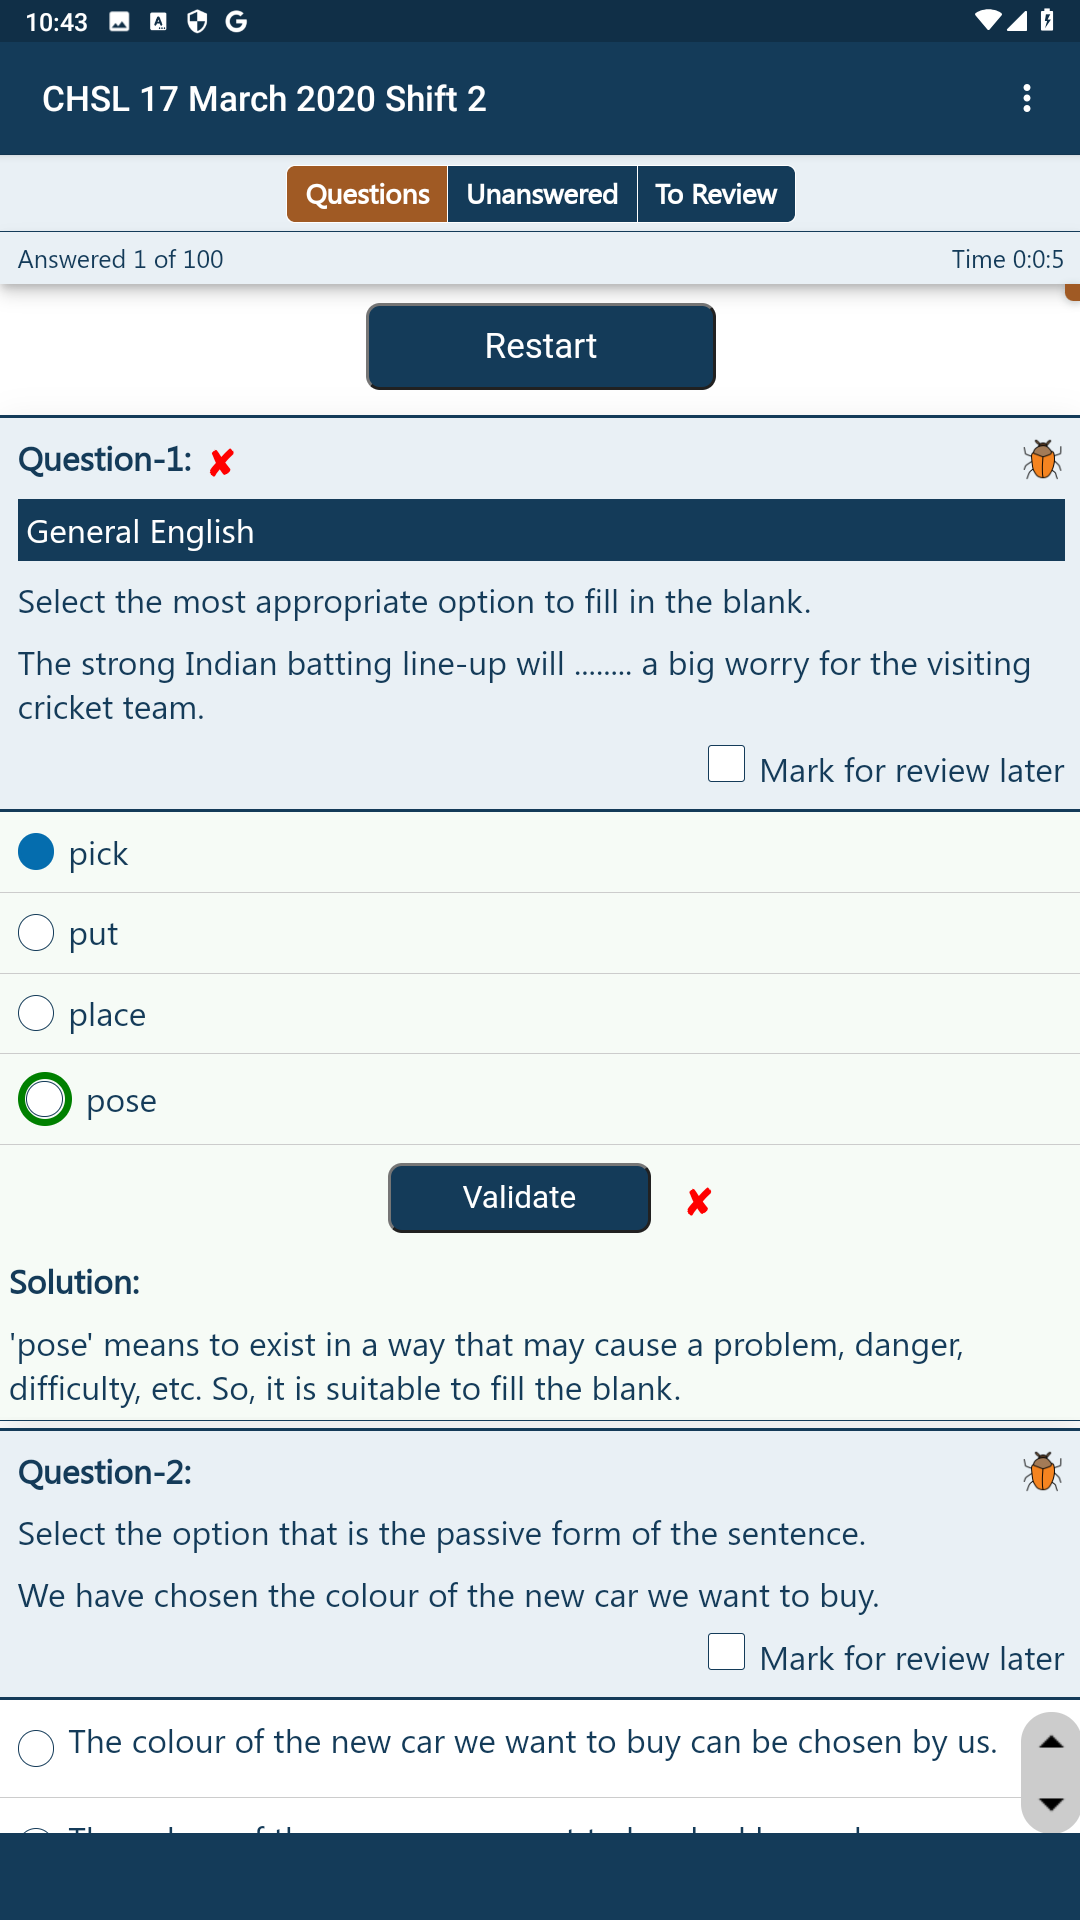 10:43
CHSL 17 March 2020 Shift 2
Questions Unanswered To Review
Answered 1 of 100 Time 0:0:5
Restart
Question-1:
General English
Select the most appropriate option to fill in the blank.
The strong Indian batting line-up will ........ a big worry for the visiting
cricket team.
Mark for review later
pick
put
place
pose
Validate
Solution:
'pose' means to exist in a way that may cause a problem, danger,
difficulty, etc. So, it is suitable to fill the blank.
Question-2:
Select the option that is the passive form of the sentence.
We have chosen the colour of the new car we want to buy.
Mark for review later
The colour of the new car we want to buy can be chosen by us.